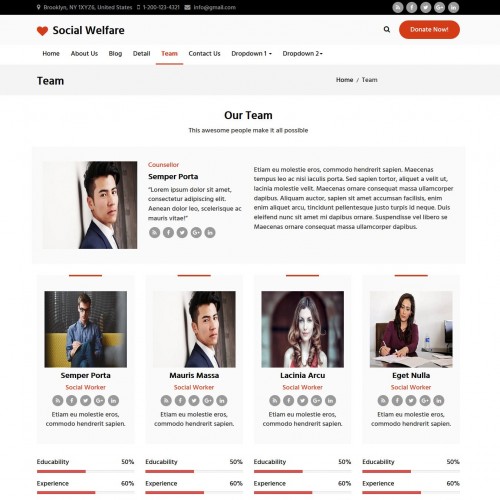 Brooklyn, NY 1XYZ6, United States 1-200-123-4321 info@gmail.com
Social Welfare
Donate Now!
Home About Us Blog Detail Team Contact Us Dropdown 1 Dropdown 2
Team
Home / Team
Our Team
This awesome people make it all possible
Counsellor
Semper Porta
"Lorem ipsum dolor sit amet,
consectetur adipiscing elit.
Aenean dolor leo, scelerisque ac
mauris vitae!"
Etiam eu molestie eros, commodo hendrerit sapien. Maecenas
tempus leo ac nisi iaculis porta. Sed sapien tortor, aliquet a velit ut,
lacinia molestie velit. Maecenas ornare consequat massa ullamcorper
dapibus. Aliquam auctor, sapien sit amet accumsan facilisis, enim
enim aliquet arcu, tincidunt pellentesque justo turpis id neque. Duis
eleifend nunc sit amet mi dapibus ornare. Suspendisse vel libero se
Maecenas ornare consequat massa ullamcorper dapibus.
Semper Porta
Social Worker
Etiam eu molestie eros,
commodo hendrerit sapien.
Mauris Massa
Social Worker
Etiam eu molestie eros,
commodo hendrerit sapien.
Lacinia Arcu
Social Worker
Etiam eu molestie eros,
commodo hendrerit sapien.
Eget Nulla
Social Worker
Etiam eu molestie eros,
commodo hendrerit sapien.
Educability 50%
Experience 60%
Educability 50%
Experience 60%
Educability 50%
Experience 60%
Educability 50%
Experience 60%